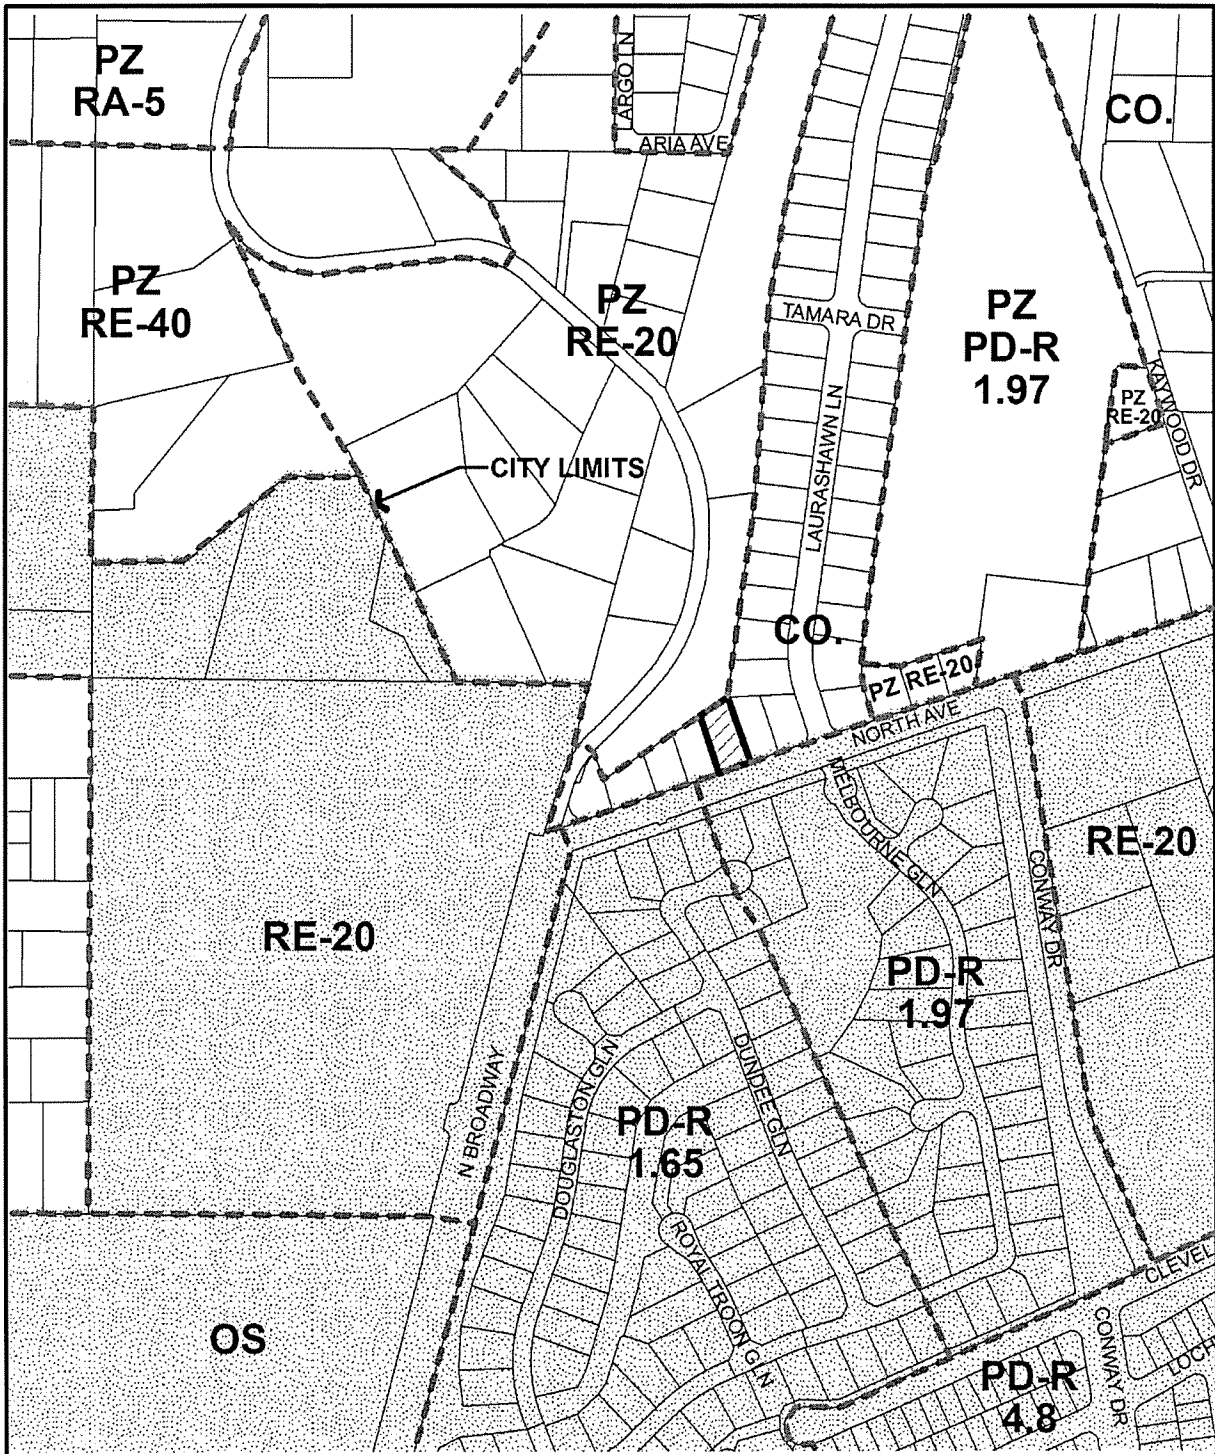 PZ
RA-5
LARGO LN
ARIA AVE
CO.
PZ
RE-40
PZ
RE-20
TAMARA DR
PZ
PD-R
1.97
PZ
RE-20
KAYWOOD DR
LAURASHAWN LN
CITY LIMITS
CO.
PZ RE-20
NORTH AVE
MELBOURNE GLN
CONWAY DR
RE-20
RE-20
PD-R
1.97
N BROADWAY
DOUGLASTON GLN
DUNDEE GLN
PD-R
1.65
ROYAL TROON GLN
CLEVEL
OS
CONWAY DR
LOCH
PD-R
4.8